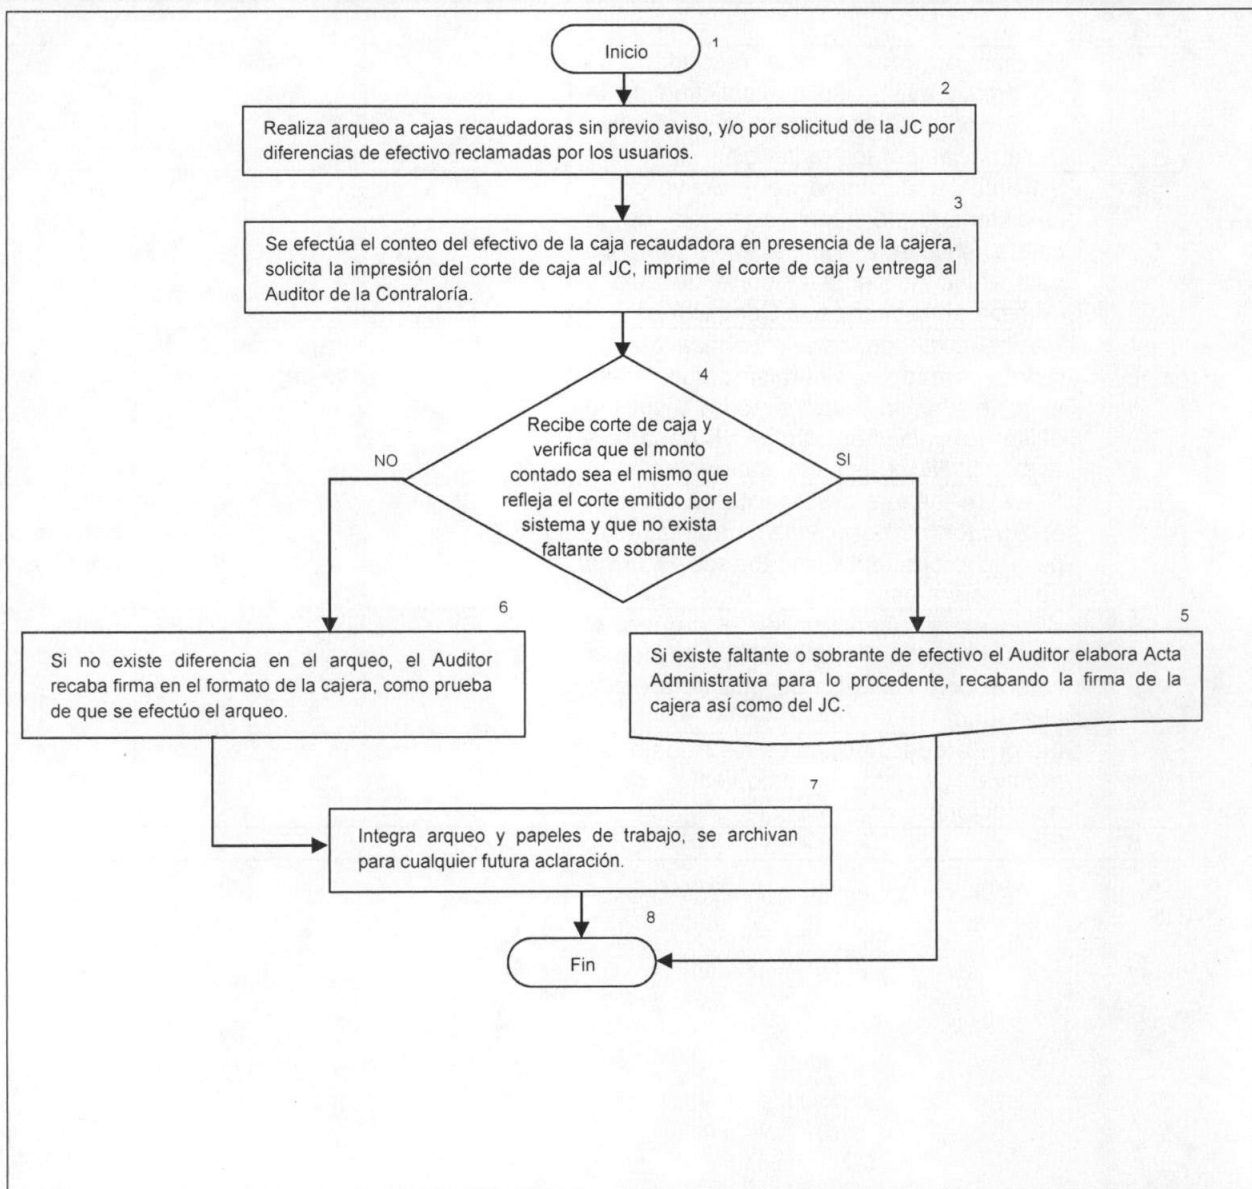 Inicio
1
2
Realiza arqueo a cajas recaudadoras sin previo aviso, y/o por solicitud de la JC por
diferencias de efectivo reclamadas por los usuarios.
3
Se efectúa el conteo del efectivo de la caja recaudadora en presencia de la cajera,
solicita la impresión del corte de caja al JC, imprime el corte de caja y entrega al
Auditor de la Contraloría.
4
Recibe corte de caja y
verifica que el monto
contado sea el mismo que
refleja el corte emitido por el
sistema y que no exista
faltante o sobrante
NO
SI
6
Si no existe diferencia en el arqueo, el Auditor
recaba firma en el formato de la cajera, como prueba
de que se efectúo el arqueo.
5
Si existe faltante o sobrante de efectivo el Auditor elabora Acta
Administrativa para lo procedente, recabando la firma de la
cajera así como del JC.
7
Integra arqueo y papeles de trabajo, se archivan
para cualquier futura aclaración.
8
Fin